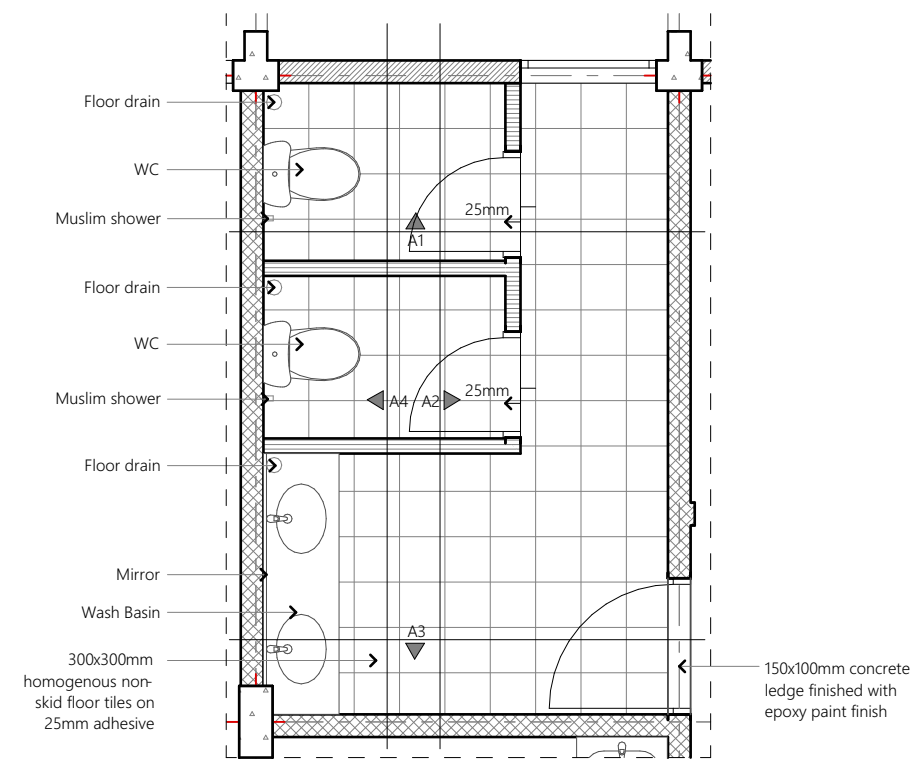 Floor drain
WC
Muslim shower
25mm
A1
Floor drain
WC
Muslim shower
A4
A2
25mm
Floor drain
Mirror
Wash Basin
A3
300x300mm
homogenous non-
skid floor tiles on
25mm adhesive
150x100mm concrete
ledge finished with
epoxy paint finish